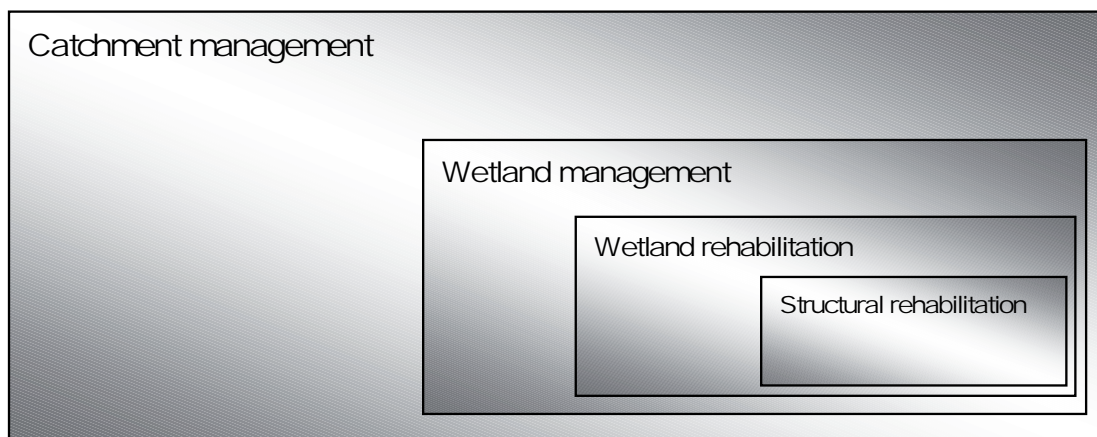 Catchment management
Wetland management
Wetland rehabilitation
Structural rehabilitation